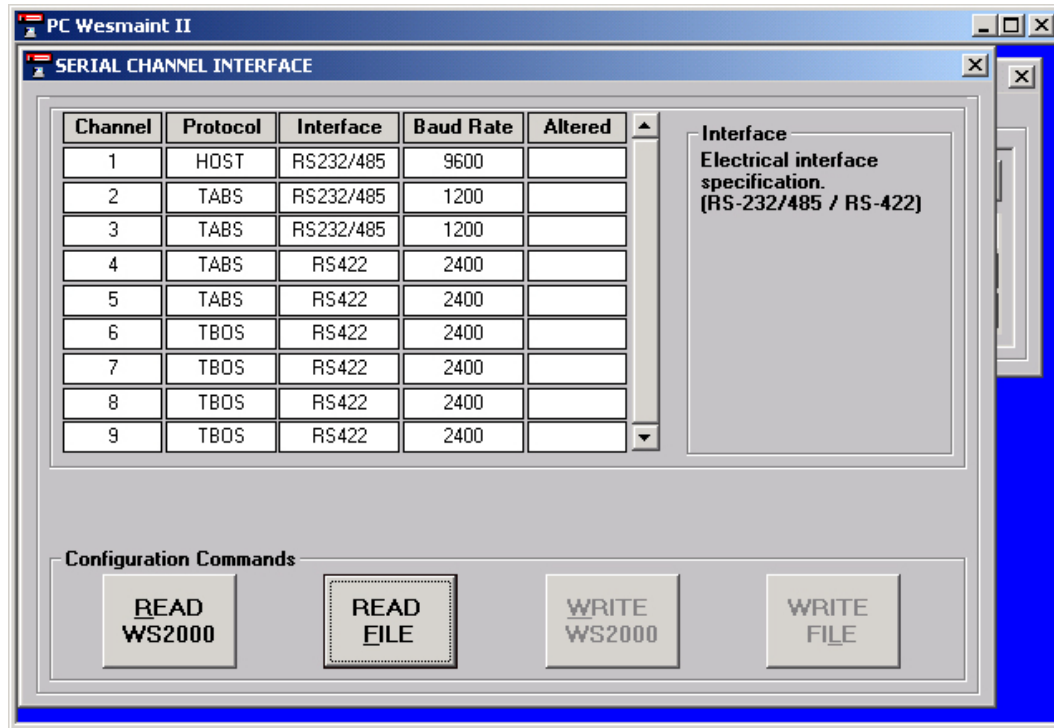 PC Wesmaint II
SERIAL CHANNEL INTERFACE
Channel Protocol Interface Baud Rate Altered
1 HOST RS232/485 9600
2 TABS RS232/485 1200
3 TABS RS232/485 1200
4 TABS RS422 2400
5 TABS RS422 2400
6 TBOS RS422 2400
7 TBOS RS422 2400
8 TBOS RS422 2400
9 TBOS RS422 2400
Interface
Electrical interface
specification.
(RS-232/485 / RS-422)
Configuration Commands
READ
WS2000
READ
FILE
WRITE
WS2000
WRITE
FILE